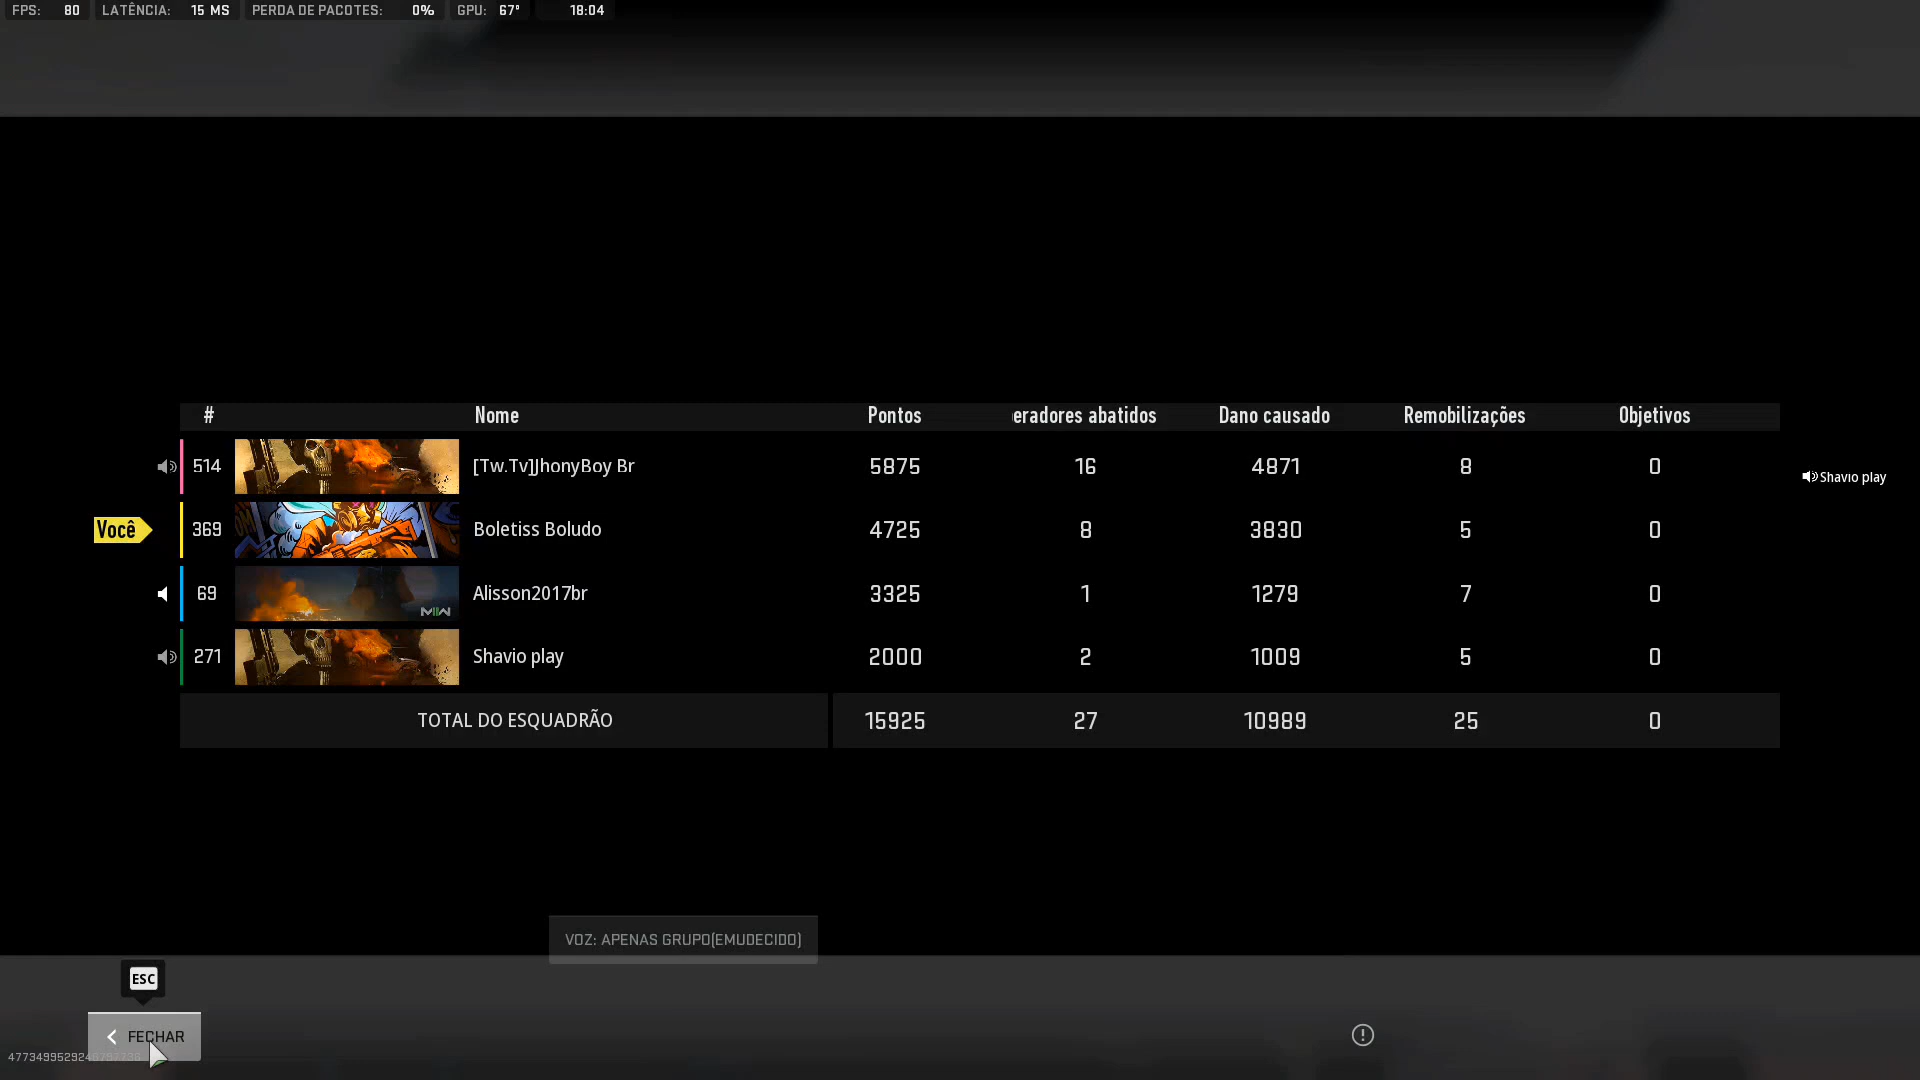 FPS: 80 LATÊNCIA: 15 MS PERDA DE PACOTES: 0% GPU: 67° 18:04
# Nome Pontos eradores abatidos Dano causado Remobilizações Objetivos
514 [Tw.Tv]JhonyBoy Br 5875 16 4871 8 0
Shavio play
Você 369 Boletiss Boludo 4725 8 3830 5 0
69 MW Alisson2017br 3325 1 1279 7 0
271 Shavio play 2000 2 1009 5 0
TOTAL DO ESQUADRÃO 15925 27 10989 25 0
VOZ: APENAS GRUPO(EMUDECIDO)
ESC
FECHAR